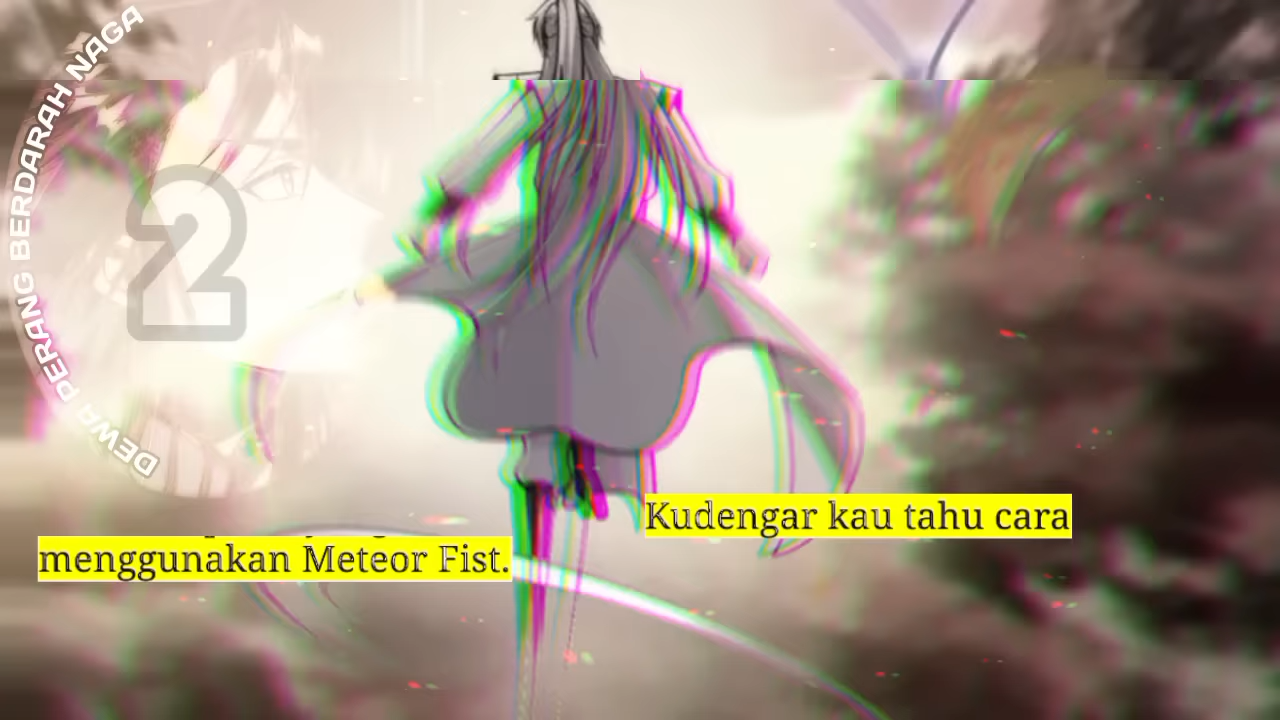 DEWA PERANG BERDARAH NAGA
2
Kudengar kau tahu cara
menggunakan Meteor Fist.